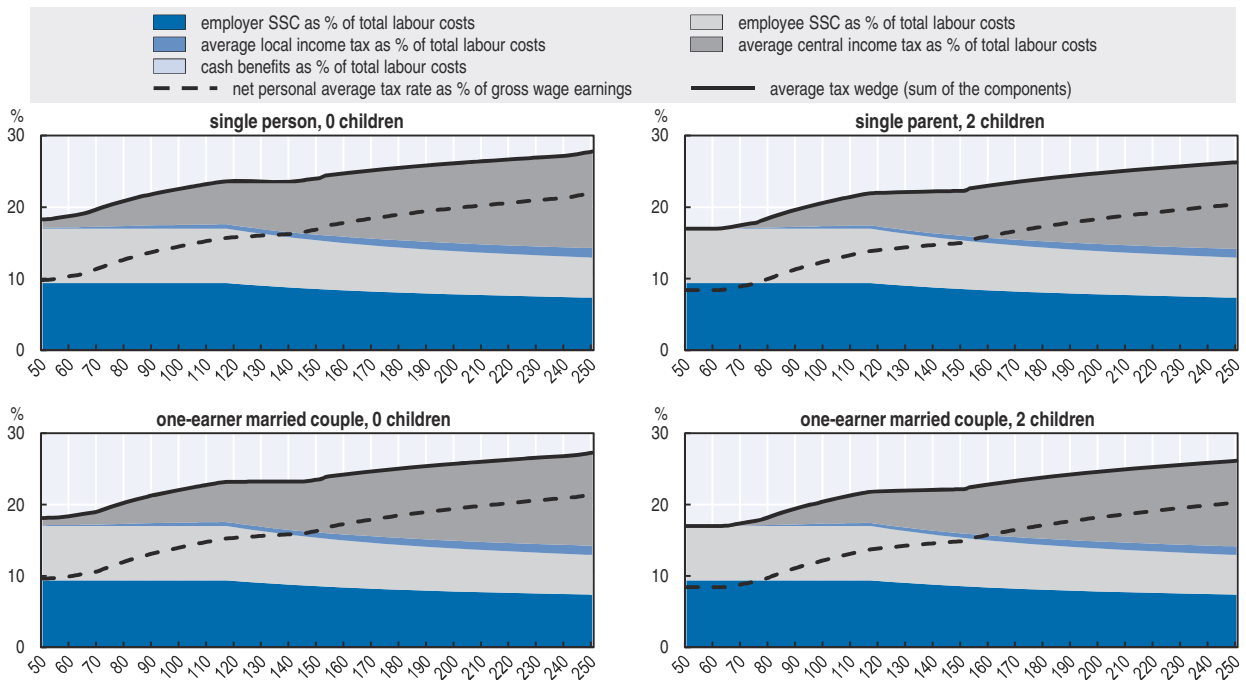 employer SSC as % of total labour costs
employee SSC as % of total labour costs
average local income tax as % of total labour costs
average central income tax as % of total labour costs
cash benefits as % of total labour costs
net personal average tax rate as % of gross wage earnings
average tax wedge (sum of the components)
%
single person, 0 children
30
20
10
0
50 60 70 80 90 100 110 120 130 140 150 160 170 180 190 200 210 220 230 240 250
%
single parent, 2 children
30
20
10
0
50 60 70 80 90 100 110 120 130 140 150 160 170 180 190 200 210 220 230 240 250
%
one-earner married couple, 0 children
30
20
10
0
50 60 70 80 90 100 110 120 130 140 150 160 170 180 190 200 210 220 230 240 250
%
one-earner married couple, 2 children
30
20
10
0
50 60 70 80 90 100 110 120 130 140 150 160 170 180 190 200 210 220 230 240 250